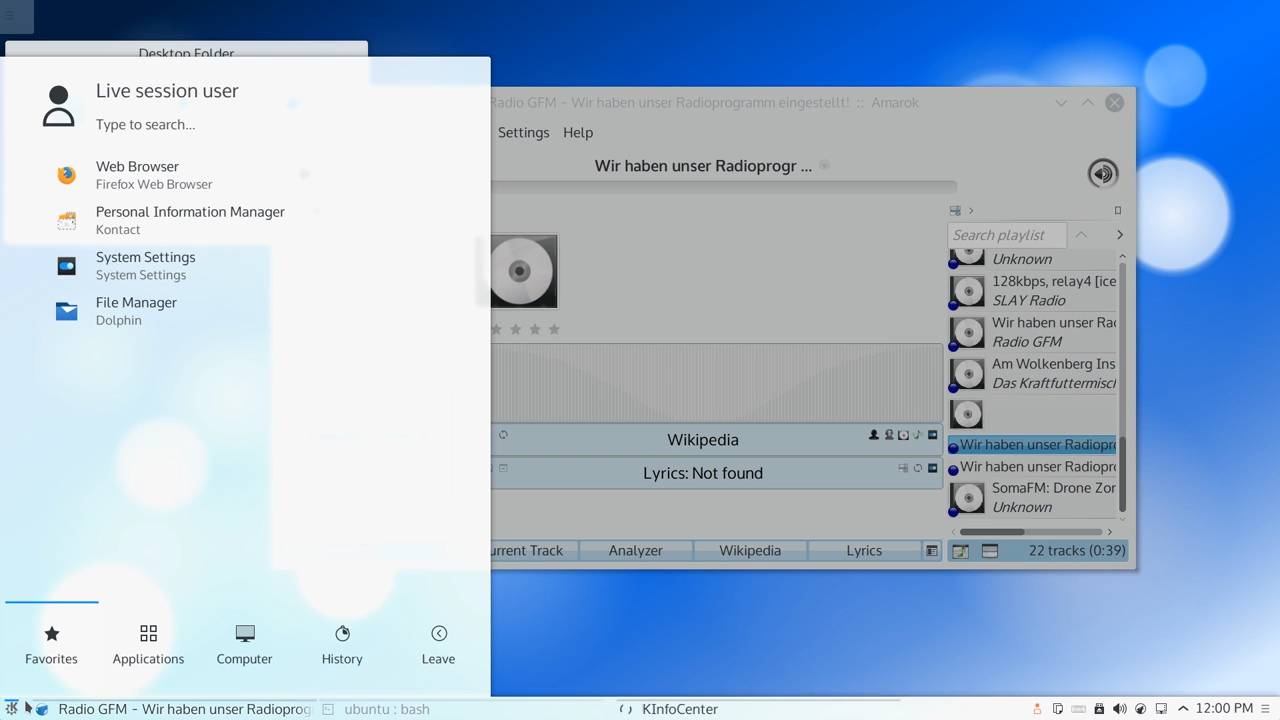 Desktop Folder
Live session user
Type to search...
Web Browser
Firefox Web Browser
Personal Information Manager
Kontact
System Settings
System Settings
File Manager
Dolphin
Favorites
Applications
Computer
History
Leave
Radio GFM - Wir haben unser Radioprogramm eingestellt! :: Amarok
Settings Help
Wir haben unser Radioprogr ...
Wikipedia
Lyrics: Not found
urrent Track
Analyzer
Wikipedia
Lyrics
Search playlist
Unknown
128kbps, relay4 [ice
SLAY Radio
Wir haben unser Rac
Radio GFM
Am Wolkenberg Ins
Das Kraftfuttermisch
Wir haben unser Radiopr
Wir haben unser Radiopr
SomaFM: Drone Zor
Unknown
22 tracks (0:39)
Radio GFM - Wir haben unser Radioprog
ubuntu : bash
KInfoCenter
12:00 PM